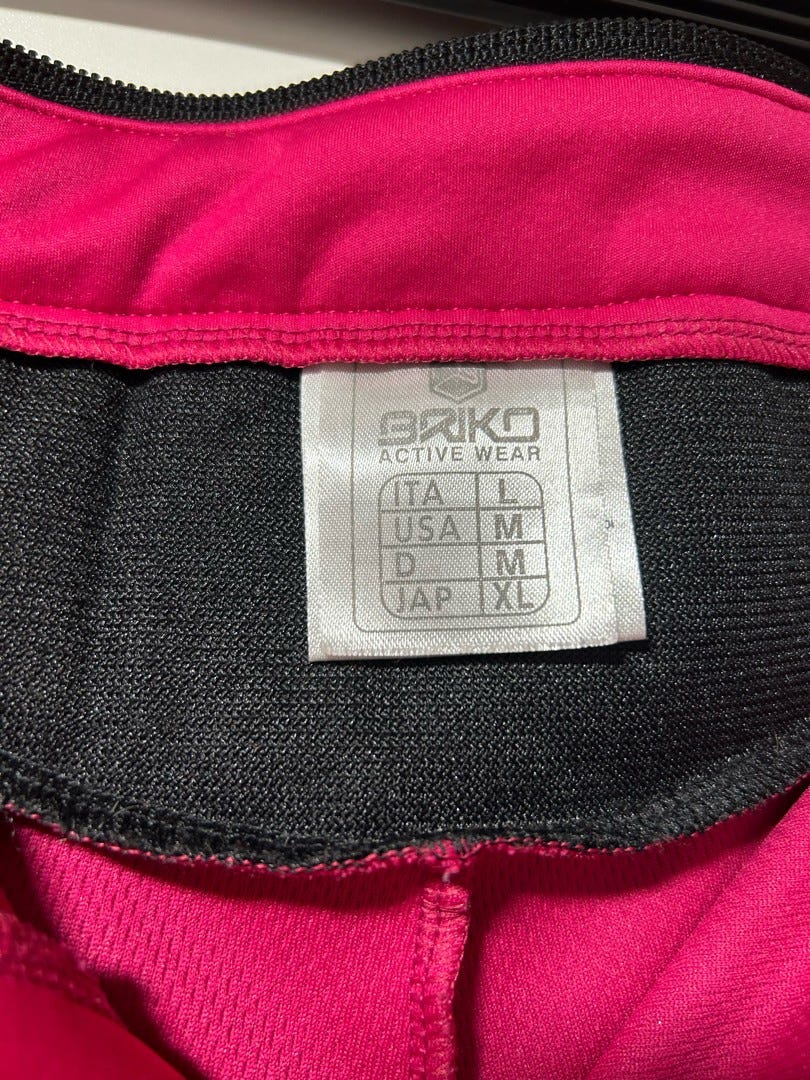 BRIKO
ACTIVE WEAR
ITA L
USA M
D M
JAP XL